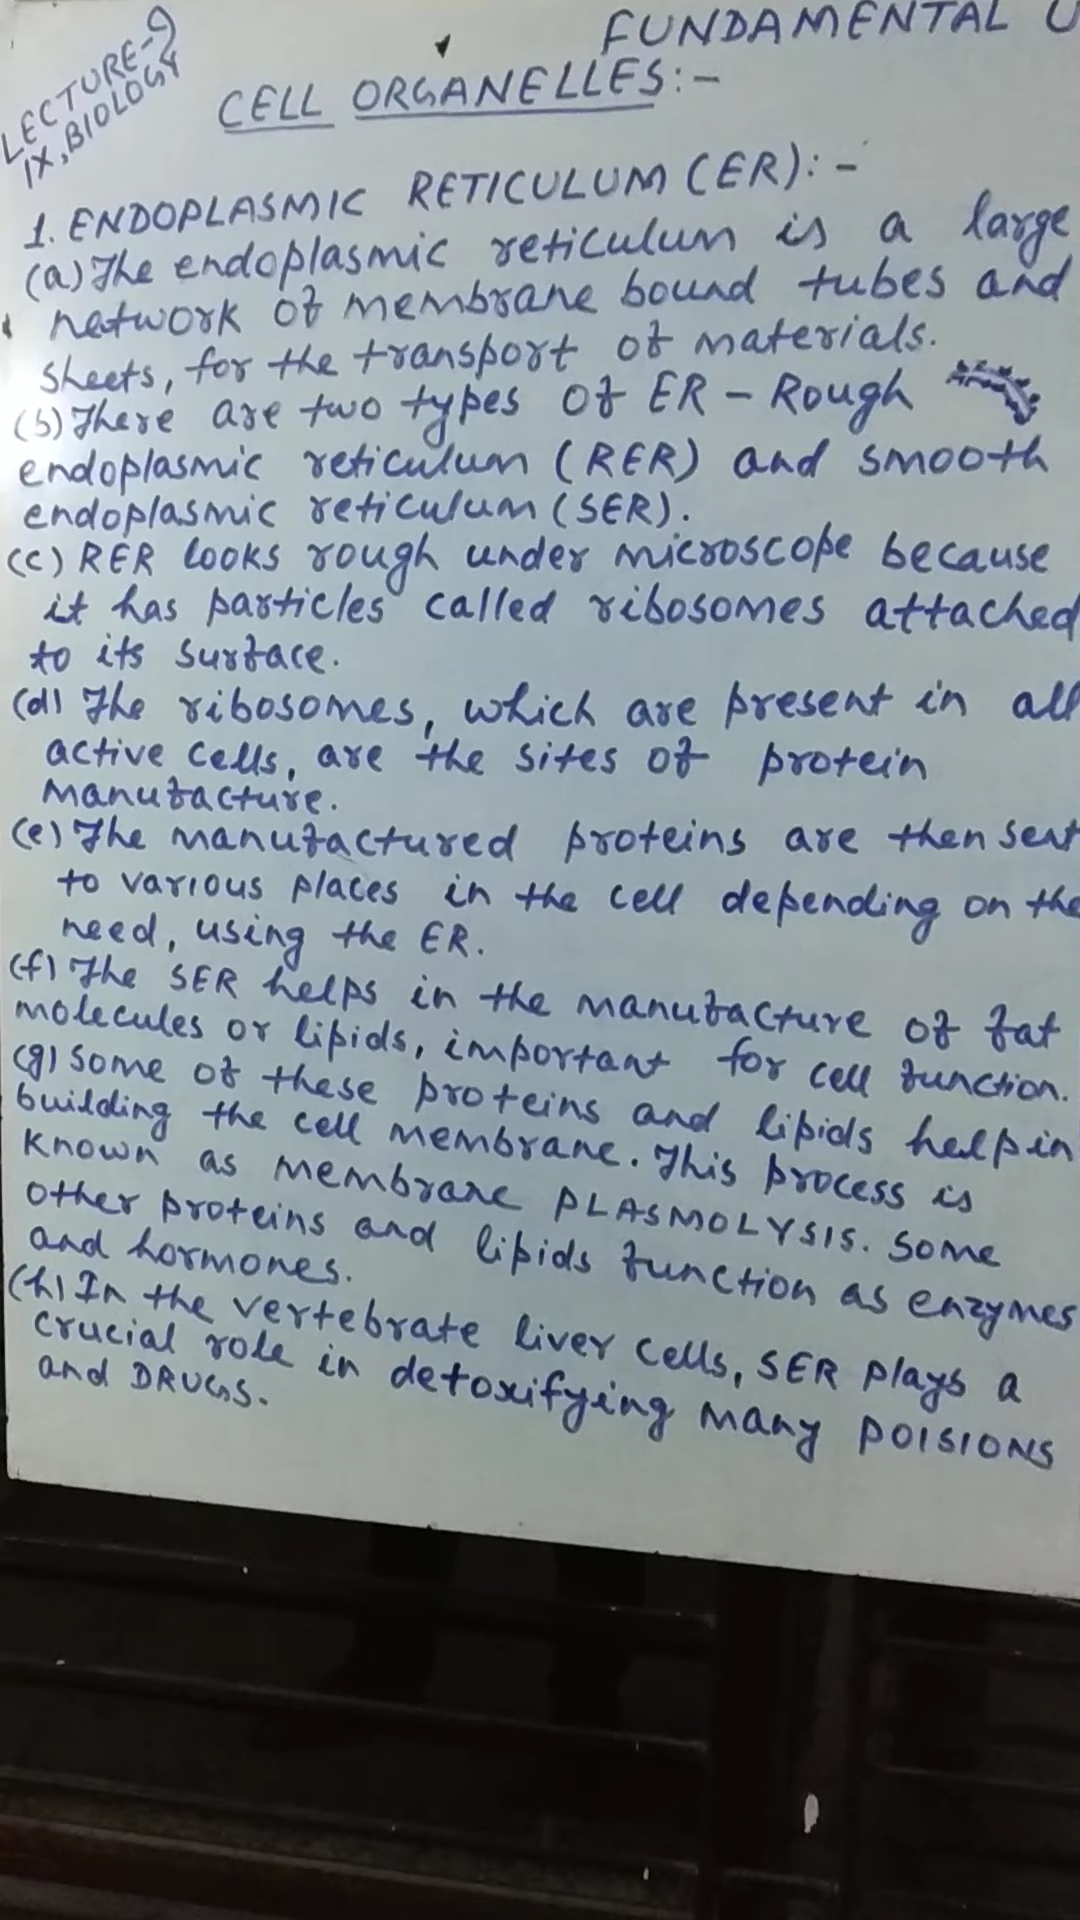 LECTURE-9
IX, BIOLOGY
FUNDAMENTAL U
CELL ORGANELLES:-
1. ENDOPLASMIC RETICULUM (ER):-
(a) The endoplasmic reticulum is a large
network of membrane bound tubes and
sheets, for the transport of materials.
(b) There are two types of ER - Rough
endoplasmic reticulum (RER) and smooth
endoplasmic reticulum (SER).
(c) RER looks rough under microscope because
it has particles called ribosomes attached
to its surface.
(d) The ribosomes, which are present in all
active cells, are the sites of protein
manufacture.
(e) The manufactured proteins are then sent
to various places in the cell depending on the
need, using the ER.
(f) The SER helps in the manufacture of fat
molecules or lipids, important for cell function.
(g) Some of these proteins and lipids help in
building the cell membrane. This process is
known as membrane PLASMOLYSIS. Some
other proteins and lipids function as enzymes
and hormones.
(h) In the vertebrate liver cells, SER plays a
crucial role in detoxifying many POISIONS
and DRUGS.